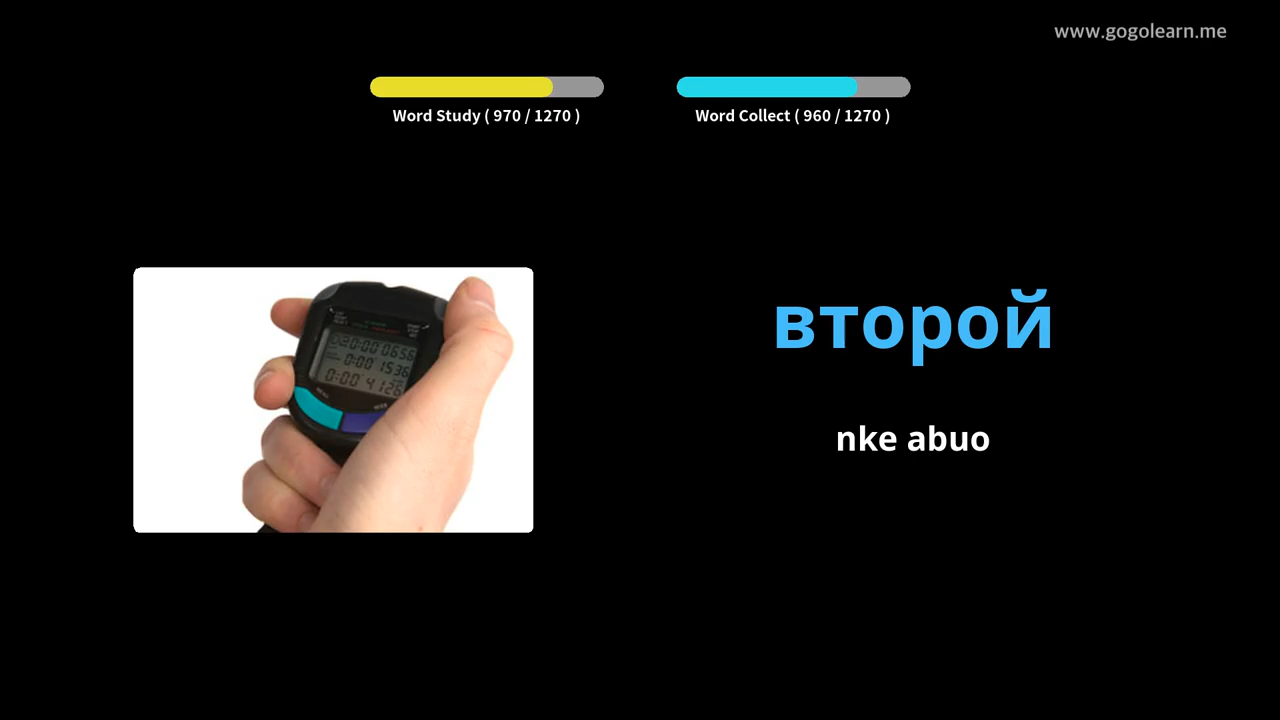 www.gogolearn.me
Word Study ( 970 / 1270 )
Word Collect ( 960 / 1270 )
второй
nke abuo